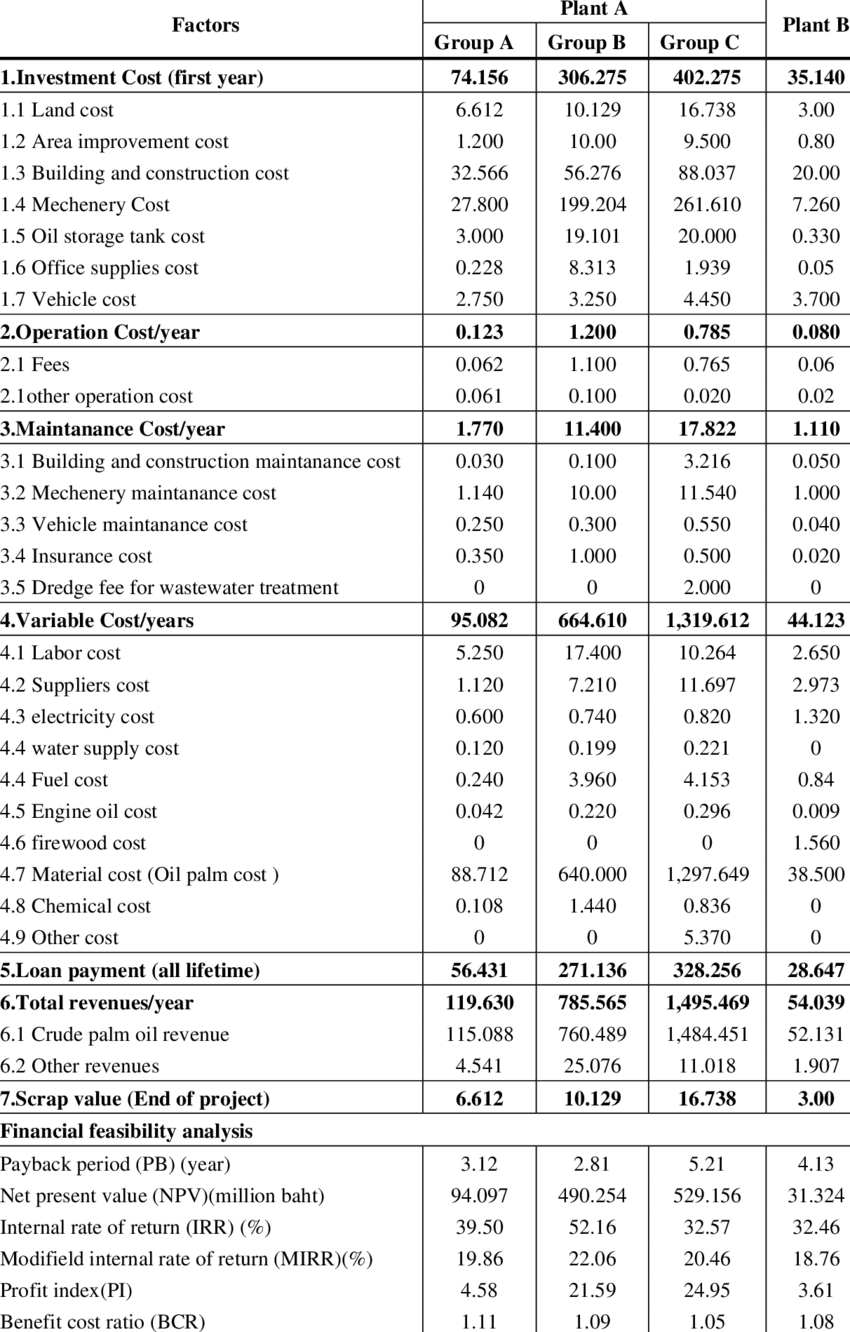 Factors Plant A Plant B
Group A Group B Group C
1.Investment Cost (first year) 74.156 306.275 402.275 35.140
1.1 Land cost 6.612 10.129 16.738 3.00
1.2 Area improvement cost 1.200 10.00 9.500 0.80
1.3 Building and construction cost 32.566 56.276 88.037 20.00
1.4 Mechenery Cost 27.800 199.204 261.610 7.260
1.5 Oil storage tank cost 3.000 19.101 20.000 0.330
1.6 Office supplies cost 0.228 8.313 1.939 0.05
1.7 Vehicle cost 2.750 3.250 4.450 3.700
2.Operation Cost/year 0.123 1.200 0.785 0.080
2.1 Fees 0.062 1.100 0.765 0.06
2.1other operation cost 0.061 0.100 0.020 0.02
3.Maintanance Cost/year 1.770 11.400 17.822 1.110
3.1 Building and construction maintanance cost 0.030 0.100 3.216 0.050
3.2 Mechenery maintanance cost 1.140 10.00 11.540 1.000
3.3 Vehicle maintanance cost 0.250 0.300 0.550 0.040
3.4 Insurance cost 0.350 1.000 0.500 0.020
3.5 Dredge fee for wastewater treatment 0 0 2.000 0
4.Variable Cost/years 95.082 664.610 1,319.612 44.123
4.1 Labor cost 5.250 17.400 10.264 2.650
4.2 Suppliers cost 1.120 7.210 11.697 2.973
4.3 electricity cost 0.600 0.740 0.820 1.320
4.4 water supply cost 0.120 0.199 0.221 0
4.4 Fuel cost 0.240 3.960 4.153 0.84
4.5 Engine oil cost 0.042 0.220 0.296 0.009
4.6 firewood cost 0 0 0 1.560
4.7 Material cost (Oil palm cost ) 88.712 640.000 1,297.649 38.500
4.8 Chemical cost 0.108 1.440 0.836 0
4.9 Other cost 0 0 5.370 0
5.Loan payment (all lifetime) 56.431 271.136 328.256 28.647
6.Total revenues/year 119.630 785.565 1,495.469 54.039
6.1 Crude palm oil revenue 115.088 760.489 1,484.451 52.131
6.2 Other revenues 4.541 25.076 11.018 1.907
7.Scrap value (End of project) 6.612 10.129 16.738 3.00
Financial feasibility analysis
Payback period (PB) (year) 3.12 2.81 5.21 4.13
Net present value (NPV)(million baht) 94.097 490.254 529.156 31.324
Internal rate of return (IRR) (%) 39.50 52.16 32.57 32.46
Modifield internal rate of return (MIRR)(%) 19.86 22.06 20.46 18.76
Profit index(PI) 4.58 21.59 24.95 3.61
Benefit cost ratio (BCR) 1.11 1.09 1.05 1.08